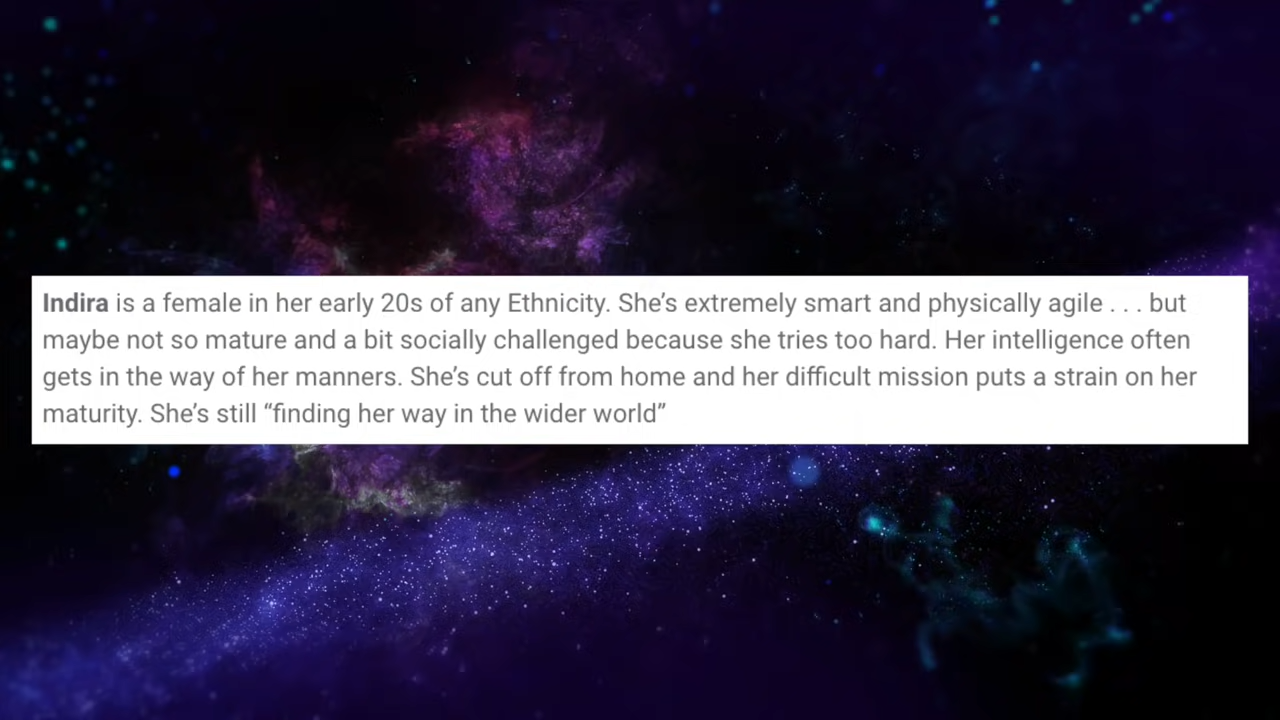 Indira is a female in her early 20s of any Ethnicity. She’s extremely smart and physically agile . . . but
maybe not so mature and a bit socially challenged because she tries too hard. Her intelligence often
gets in the way of her manners. She’s cut off from home and her difficult mission puts a strain on her
maturity. She’s still “finding her way in the wider world”